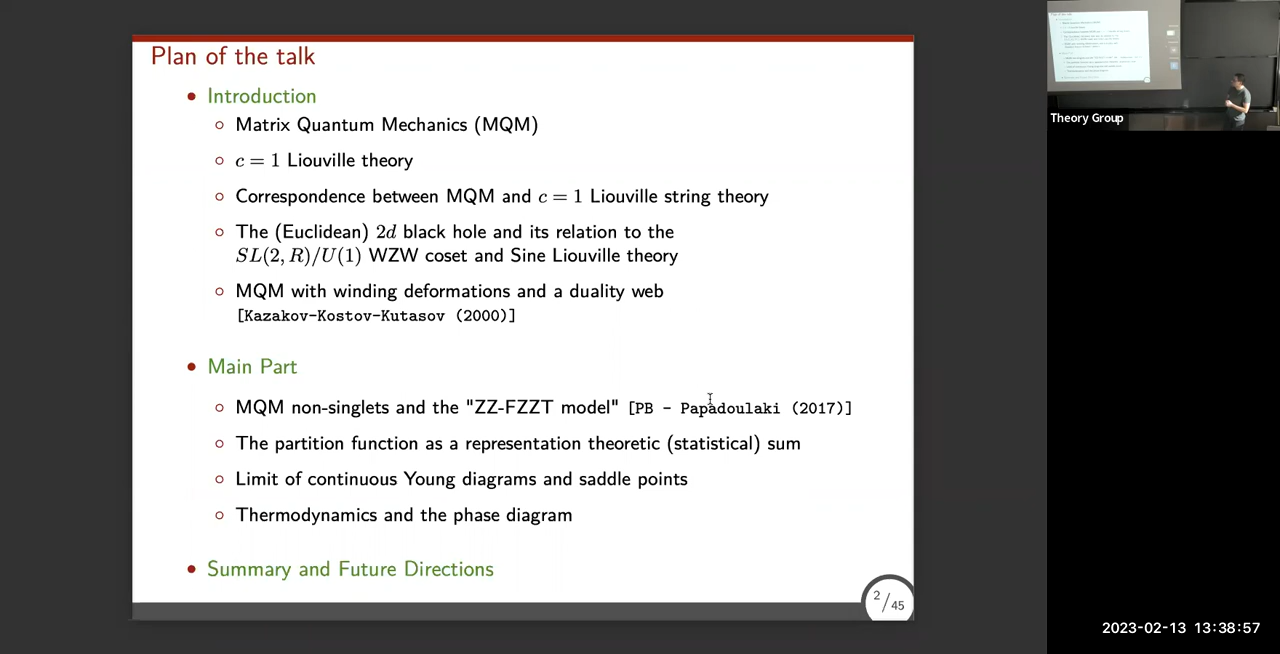 Plan of the talk
• Introduction
◦ Matrix Quantum Mechanics (MQM)
◦ c = 1 Liouville theory
◦ Correspondence between MQM and c = 1 Liouville string theory
◦ The (Euclidean) 2d black hole and its relation to the
SL(2, R)/U(1) WZW coset and Sine Liouville theory
◦ MQM with winding deformations and a duality web
[Kazakov-Kostov-Kutasov (2000)]
• Main Part
◦ MQM non-singlets and the "ZZ-FZZT model" [PB - Papadoulaki (2017)]
◦ The partition function as a representation theoretic (statistical) sum
◦ Limit of continuous Young diagrams and saddle points
◦ Thermodynamics and the phase diagram
• Summary and Future Directions
2/45
Theory Group
2023-02-13 13:38:57